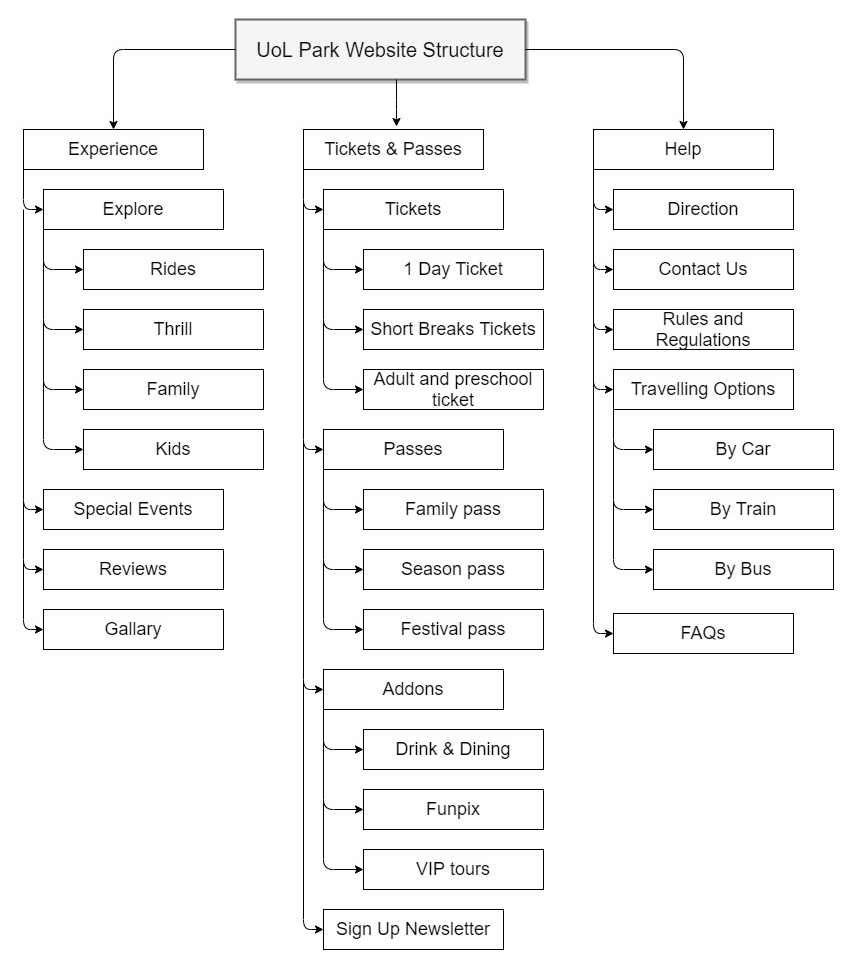 UoL Park Website Structure
Experience
Explore
Rides
Thrill
Family
Kids
Special Events
Reviews
Gallary
Tickets & Passes
Tickets
1 Day Ticket
Short Breaks Tickets
Adult and preschool
ticket
Passes
Family pass
Season pass
Festival pass
Addons
Drink & Dining
Funpix
VIP tours
Sign Up Newsletter
Help
Direction
Contact Us
Rules and
Regulations
Travelling Options
By Car
By Train
By Bus
FAQs